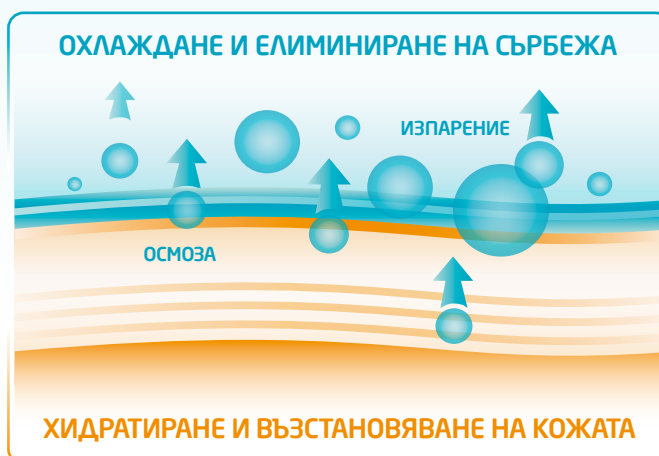 ОХЛАЖДАНЕ И ЕЛИМИНИРАНЕ НА СЪРБЕЖА
ИЗПАРЕНИЕ
ОСМОЗА
ХИДРАТИРАНЕ И ВЪЗСТАНОВЯВАНЕ НА КОЖАТА